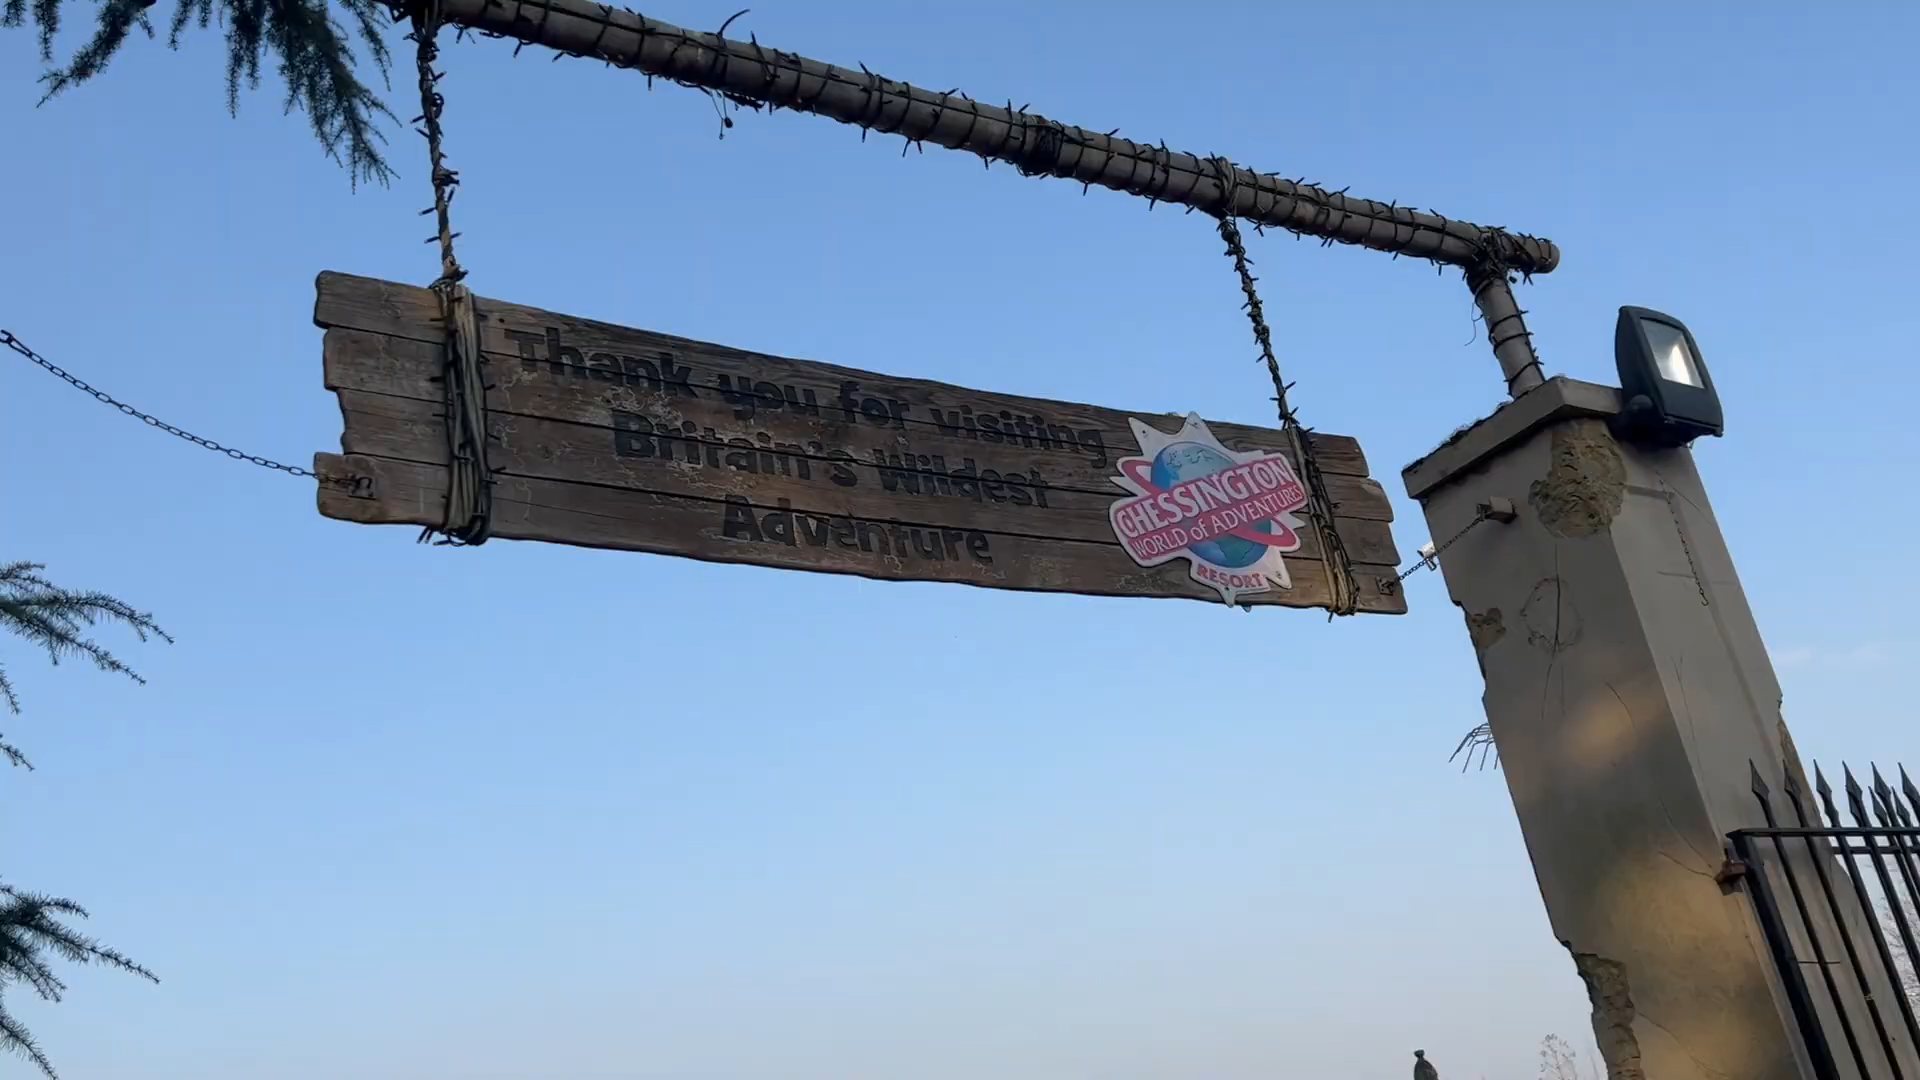 Thank you for visiting
Britain's Wildest
Adventure
CHESSINGTON
WORLD of ADVENTURES
RESORT